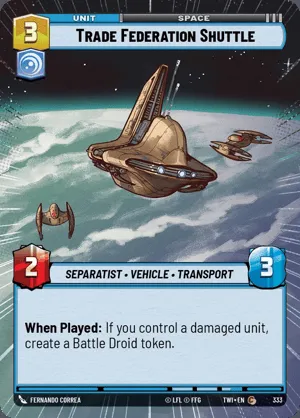 UNIT
SPACE
3
TRADE FEDERATION SHUTTLE
2
SEPARATIST • VEHICLE • TRANSPORT
3
When Played: If you control a damaged unit,
create a Battle Droid token.
FERNANDO CORREA
© LFL © FFG
TWI • EN
C
333